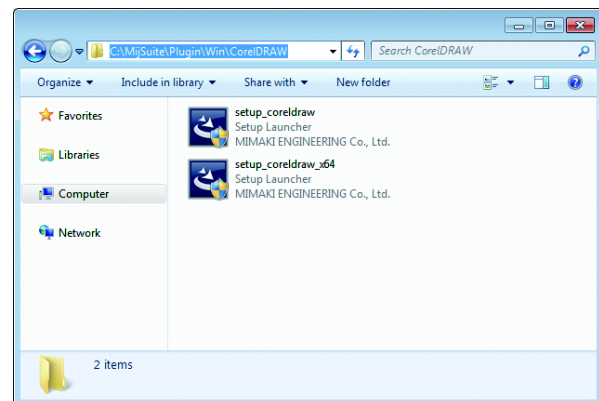 C:\MijSuite\Plugin\Win\CorelDRAW
Search CorelDRAW
Organize Include in library Share with New folder
Favorites
Libraries
Computer
Network
setup_coreldraw
Setup Launcher
MIMAKI ENGINEERING Co., Ltd.
setup_coreldraw_x64
Setup Launcher
MIMAKI ENGINEERING Co., Ltd.
2 items